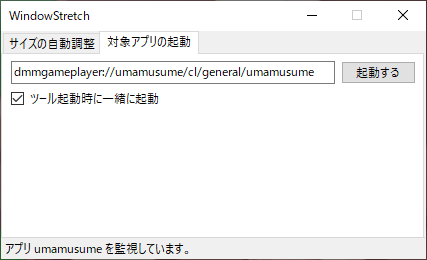 WindowStretch
サイズの自動調整 対象アプリの起動
dmmgameplayer://umamusume/cl/general/umamusume 起動する
ツール起動時に一緒に起動
アプリ umamusume を監視しています。